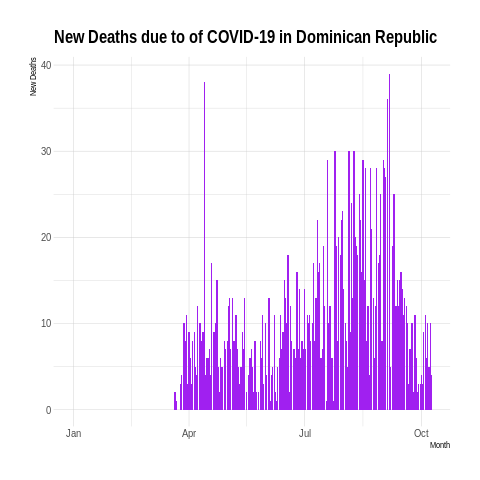 New Deaths due to of COVID-19 in Dominican Republic
New Deaths
40
30
20
10
0
Jan Apr Jul Oct
Month